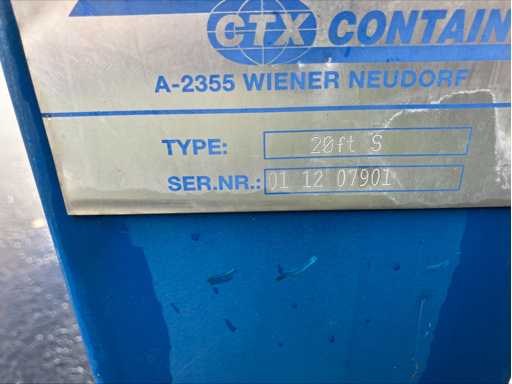 CTX CONTAIN
A-2355 WIENER NEUDORF
TYPE: 20ft S
SER.NR.: 01 12 07901